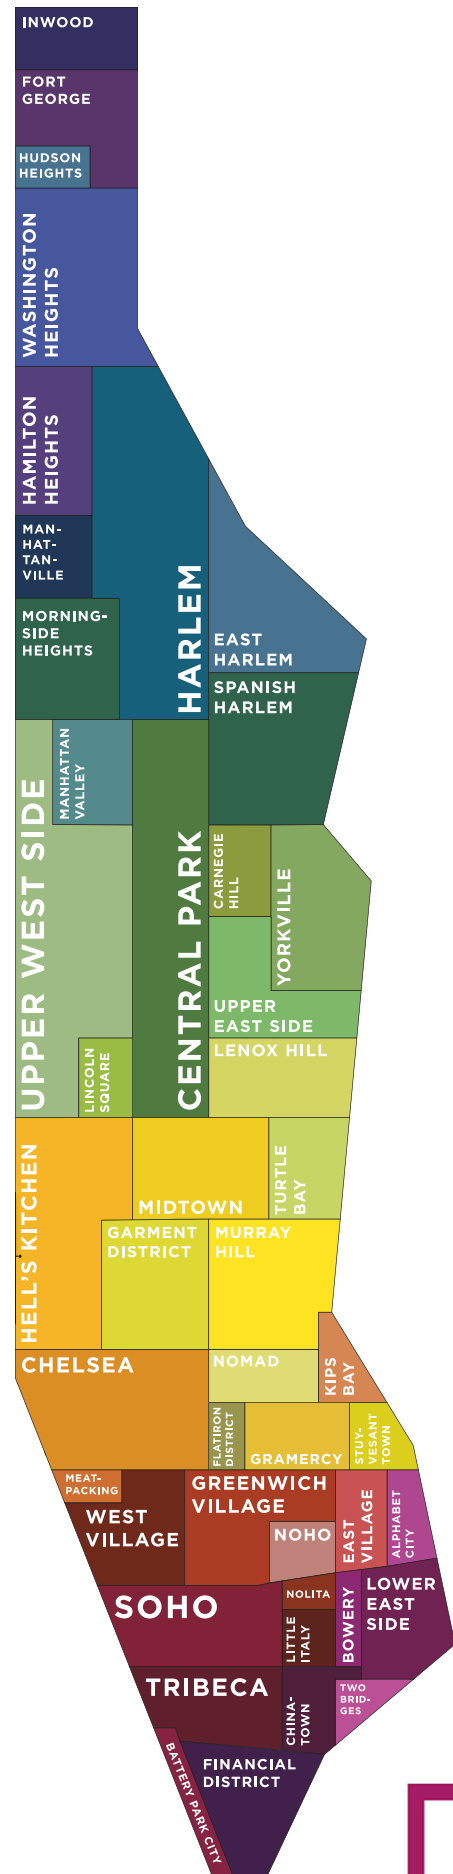 INWOOD
FORT
GEORGE
HUDSON
HEIGHTS
WASHINGTON
HEIGHTS
HAMILTON
HEIGHTS
MAN-
HAT-
TAN-
VILLE
HARLEM
MORNING-
SIDE
HEIGHTS
EAST
HARLEM
SPANISH
HARLEM
UPPER WEST SIDE
MANHATTAN
VALLEY
CENTRAL PARK
CARNEGIE
HILL
YORKVILLE
UPPER
EAST SIDE
LINCOLN
SQUARE
LENOX HILL
HELL'S KITCHEN
MIDTOWN
TURTLE
BAY
GARMENT
DISTRICT
MURRAY
HILL
CHELSEA
NOMAD
KIPS
BAY
FLATIRON
DISTRICT
GRAMERCY
STUY-
VESANT
TOWN
MEAT-
PACKING
WEST
VILLAGE
GREENWICH
VILLAGE
NOHO
EAST
VILLAGE
ALPHABET
CITY
SOHO
NOLITA
LITTLE
ITALY
BOWERY
LOWER
EAST
SIDE
TRIBECA
CHINA-
TOWN
TWO
BRID-
GES
BATTERY PARK CITY
FINANCIAL
DISTRICT